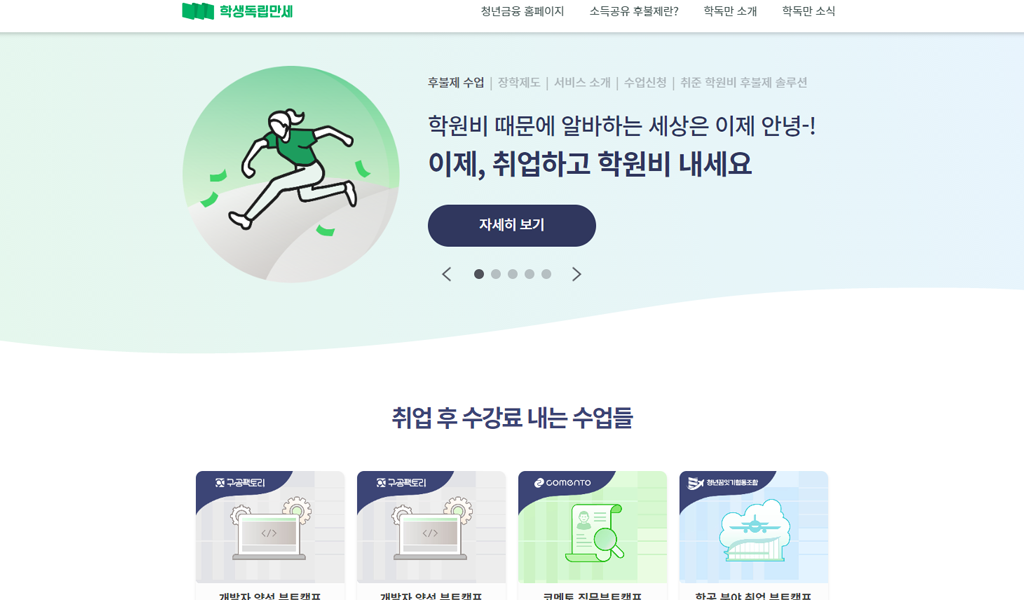 학생독립만세
청년금융 홈페이지 소득공유 후불제란? 학독만 소개 학독만 소식
후불제 수업 | 장학제도 | 서비스 소개 | 수업신청 | 취준 학원비 후불제 솔루션
학원비 때문에 알바하는 세상은 이제 안녕-!
이제, 취업하고 학원비 내세요
자세히 보기
취업 후 수강료 내는 수업들
구공팩토리 구공팩토리 comento 청년꿈잇기협동조합
</> </>
개발자 양성 부트캠프 개발자 양성 부트캠프 코멘토 직무부트캠프 항공 분야 취업 부트캠프